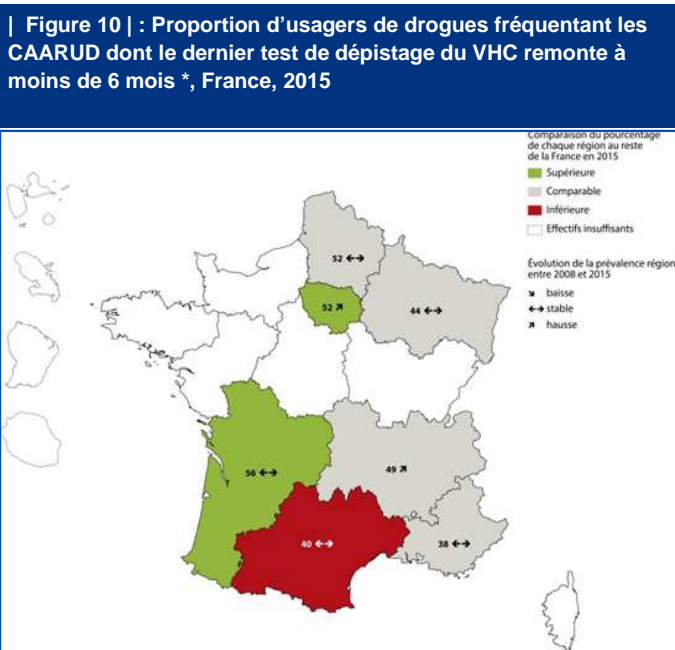 | Figure 10 | : Proportion d’usagers de drogues fréquentant les
CAARUD dont le dernier test de dépistage du VHC remonte à
moins de 6 mois *, France, 2015
Comparaison du pourcentage
de chaque région au reste
de la France en 2015
Supérieure
Comparable
Inférieure
Effectifs insuffisants
Évolution de la prévalence région
entre 2008 et 2015
↘ baisse
↔ stable
↗ hausse
52 ↔
52 ↗
44 ↔
56 ↔
49 ↗
40 ↔
38 ↔